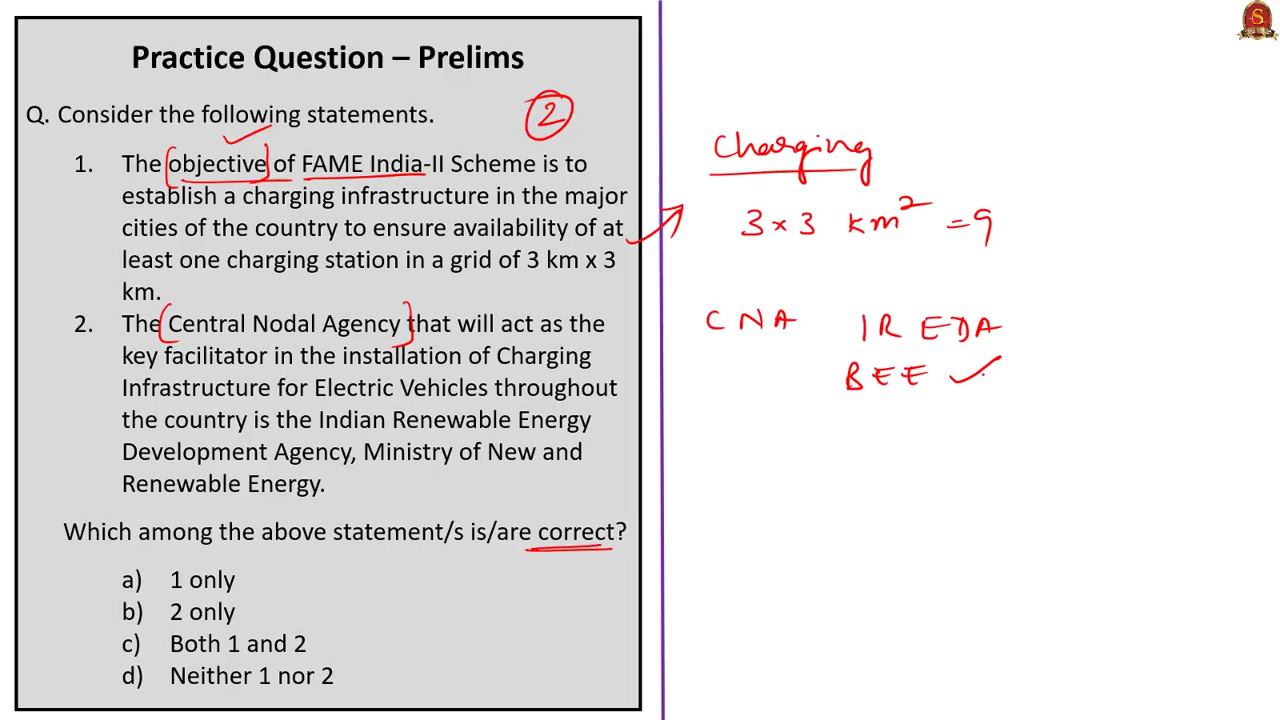 Practice Question – Prelims
Q. Consider the following statements.
2
1. The objective of FAME India-II Scheme is to
establish a charging infrastructure in the major
cities of the country to ensure availability of at
least one charging station in a grid of 3 km x 3
km.
2. The Central Nodal Agency that will act as the
key facilitator in the installation of Charging
Infrastructure for Electric Vehicles throughout
the country is the Indian Renewable Energy
Development Agency, Ministry of New and
Renewable Energy.
Which among the above statement/s is/are correct?
a) 1 only
b) 2 only
c) Both 1 and 2
d) Neither 1 nor 2
Charging
3 × 3 km² = 9
CNA IREDA
BEE ✓
S